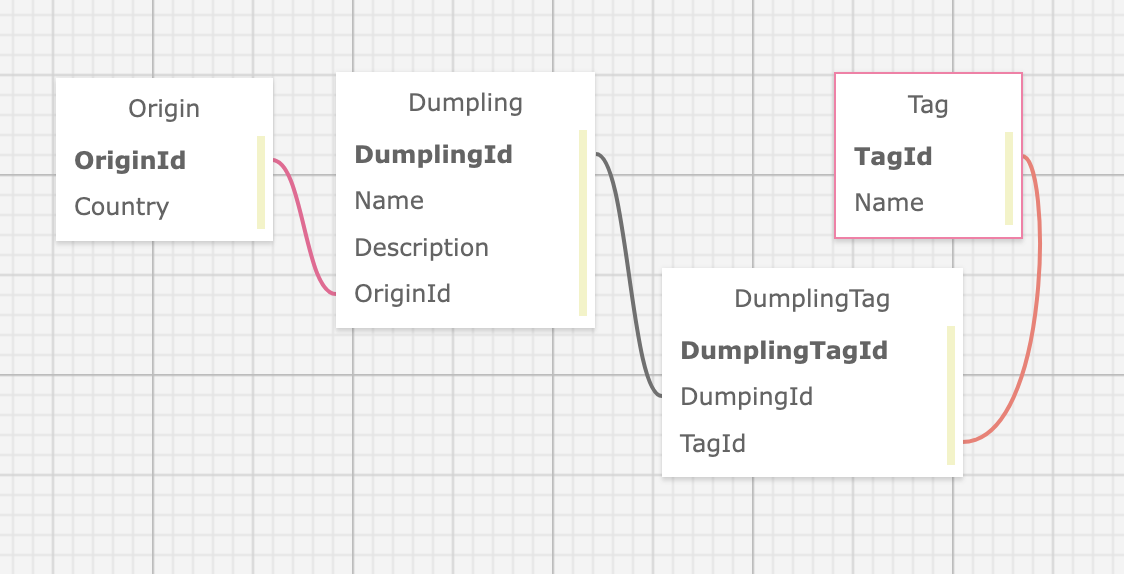 Origin
OriginId
Country
Dumpling
DumplingId
Name
Description
OriginId
Tag
TagId
Name
DumplingTag
DumplingTagId
DumpingId
TagId